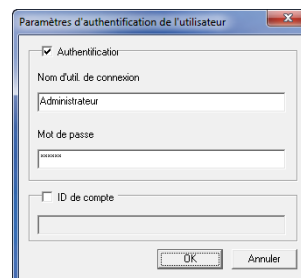 Paramètres d'authentification de l'utilisateur
Authentification
Nom d'util. de connexion
Administrateur
Mot de passe
******
ID de compte
OK
Annuler